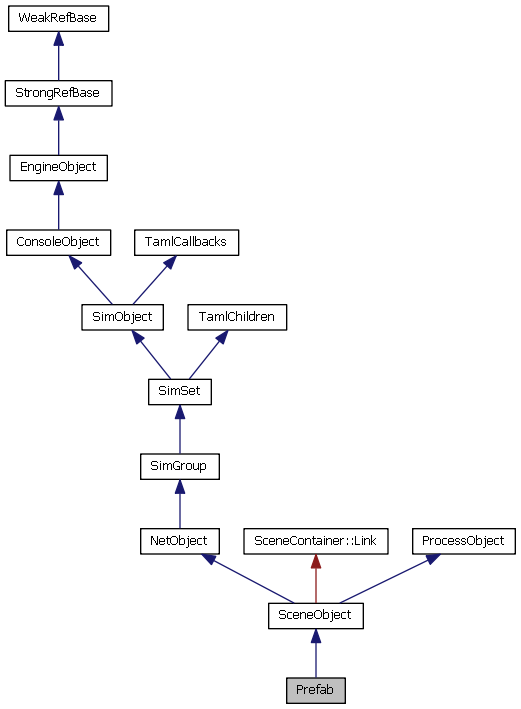 WeakRefBase
StrongRefBase
EngineObject
ConsoleObject
TamlCallbacks
SimObject
TamlChildren
SimSet
SimGroup
NetObject
SceneContainer::Link
ProcessObject
SceneObject
Prefab